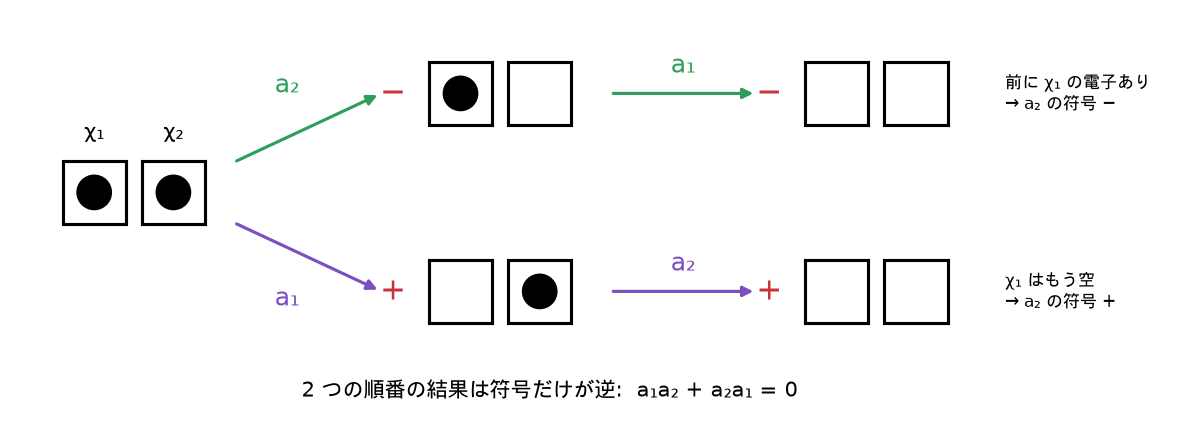 χ₁ χ₂
a₂
a₁
−
a₁
−
前に χ₁ の電子あり
→ a₂ の符号 −
+
a₂
+
χ₁ はもう空
→ a₂ の符号 +
2 つの順番の結果は符号だけが逆: a₁a₂ + a₂a₁ = 0